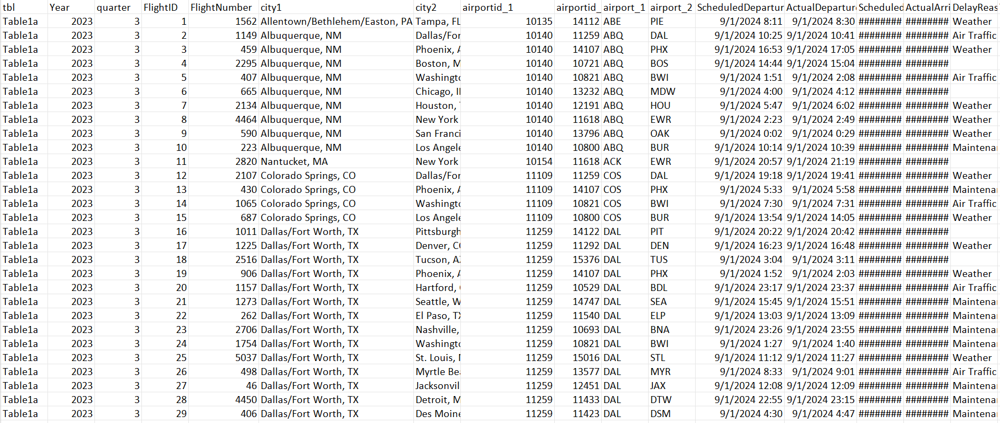 tbl Year quarter FlightID FlightNumber city1 city2 airportid_1 airportid_ airport_1 airport_2 ScheduledDepartur ActualDeparture Scheduled ActualArri DelayReas
Table1a 2023 3 1 1562 Allentown/Bethlehem/Easton, PA Tampa, FL 10135 14112 ABE PIE 9/1/2024 8:11 9/1/2024 8:30 ######## ######## Weather
Table1a 2023 3 2 1149 Albuquerque, NM Dallas/For 10140 11259 ABQ DAL 9/1/2024 10:25 9/1/2024 10:41 ######## ######## Air Traffic
Table1a 2023 3 3 459 Albuquerque, NM Phoenix, A 10140 14107 ABQ PHX 9/1/2024 16:53 9/1/2024 17:05 ######## ######## Weather
Table1a 2023 3 4 2295 Albuquerque, NM Boston, M 10140 10721 ABQ BOS 9/1/2024 14:44 9/1/2024 15:04 ######## ########
Table1a 2023 3 5 407 Albuquerque, NM Washingto 10140 10821 ABQ BWI 9/1/2024 1:51 9/1/2024 2:08 ######## ######## Air Traffic
Table1a 2023 3 6 665 Albuquerque, NM Chicago, Il 10140 13232 ABQ MDW 9/1/2024 4:00 9/1/2024 4:12 ######## ########
Table1a 2023 3 7 2134 Albuquerque, NM Houston, T 10140 12191 ABQ HOU 9/1/2024 5:47 9/1/2024 6:02 ######## ######## Weather
Table1a 2023 3 8 4464 Albuquerque, NM New York 10140 11618 ABQ EWR 9/1/2024 2:23 9/1/2024 2:49 ######## ######## Weather
Table1a 2023 3 9 590 Albuquerque, NM San Franci 10140 13796 ABQ OAK 9/1/2024 0:02 9/1/2024 0:29 ######## ######## Weather
Table1a 2023 3 10 223 Albuquerque, NM Los Angele 10140 10800 ABQ BUR 9/1/2024 10:14 9/1/2024 10:39 ######## ######## Maintena
Table1a 2023 3 11 2820 Nantucket, MA New York 10154 11618 ACK EWR 9/1/2024 20:57 9/1/2024 21:19 ######## ########
Table1a 2023 3 12 2107 Colorado Springs, CO Dallas/For 11109 11259 COS DAL 9/1/2024 19:18 9/1/2024 19:41 ######## ######## Weather
Table1a 2023 3 13 430 Colorado Springs, CO Phoenix, A 11109 14107 COS PHX 9/1/2024 5:33 9/1/2024 5:58 ######## ######## Maintena
Table1a 2023 3 14 1065 Colorado Springs, CO Washingto 11109 10821 COS BWI 9/1/2024 7:30 9/1/2024 7:31 ######## ######## Air Traffic
Table1a 2023 3 15 687 Colorado Springs, CO Los Angele 11109 10800 COS BUR 9/1/2024 13:54 9/1/2024 14:05 ######## ######## Weather
Table1a 2023 3 16 1011 Dallas/Fort Worth, TX Pittsburgh 11259 14122 DAL PIT 9/1/2024 20:22 9/1/2024 20:42 ######## ########
Table1a 2023 3 17 1225 Dallas/Fort Worth, TX Denver, CO 11259 11292 DAL DEN 9/1/2024 16:23 9/1/2024 16:48 ######## ######## Weather
Table1a 2023 3 18 2516 Dallas/Fort Worth, TX Tucson, AZ 11259 15376 DAL TUS 9/1/2024 3:04 9/1/2024 3:11 ######## ########
Table1a 2023 3 19 906 Dallas/Fort Worth, TX Phoenix, A 11259 14107 DAL PHX 9/1/2024 1:52 9/1/2024 2:03 ######## ######## Weather
Table1a 2023 3 20 1157 Dallas/Fort Worth, TX Hartford, 11259 10529 DAL BDL 9/1/2024 23:17 9/1/2024 23:37 ######## ######## Air Traffic
Table1a 2023 3 21 1273 Dallas/Fort Worth, TX Seattle, W 11259 14747 DAL SEA 9/1/2024 15:45 9/1/2024 15:51 ######## ######## Maintena
Table1a 2023 3 22 262 Dallas/Fort Worth, TX El Paso, TX 11259 11540 DAL ELP 9/1/2024 13:03 9/1/2024 13:09 ######## ######## Maintena
Table1a 2023 3 23 2706 Dallas/Fort Worth, TX Nashville, 11259 10693 DAL BNA 9/1/2024 23:26 9/1/2024 23:55 ######## ######## Maintena
Table1a 2023 3 24 1754 Dallas/Fort Worth, TX Washingto 11259 10821 DAL BWI 9/1/2024 1:27 9/1/2024 1:40 ######## ######## Maintena
Table1a 2023 3 25 5037 Dallas/Fort Worth, TX St. Louis, 11259 15016 DAL STL 9/1/2024 11:12 9/1/2024 11:27 ######## ######## Weather
Table1a 2023 3 26 498 Dallas/Fort Worth, TX Myrtle Bea 11259 13577 DAL MYR 9/1/2024 8:33 9/1/2024 9:01 ######## ######## Air Traffic
Table1a 2023 3 27 46 Dallas/Fort Worth, TX Jacksonvil 11259 12451 DAL JAX 9/1/2024 12:08 9/1/2024 12:09 ######## ######## Maintena
Table1a 2023 3 28 4450 Dallas/Fort Worth, TX Detroit, M 11259 11433 DAL DTW 9/1/2024 22:55 9/1/2024 23:15 ######## ######## Maintena
Table1a 2023 3 29 406 Dallas/Fort Worth, TX Des Moine 11259 11423 DAL DSM 9/1/2024 4:30 9/1/2024 4:47 ######## ######## Maintena